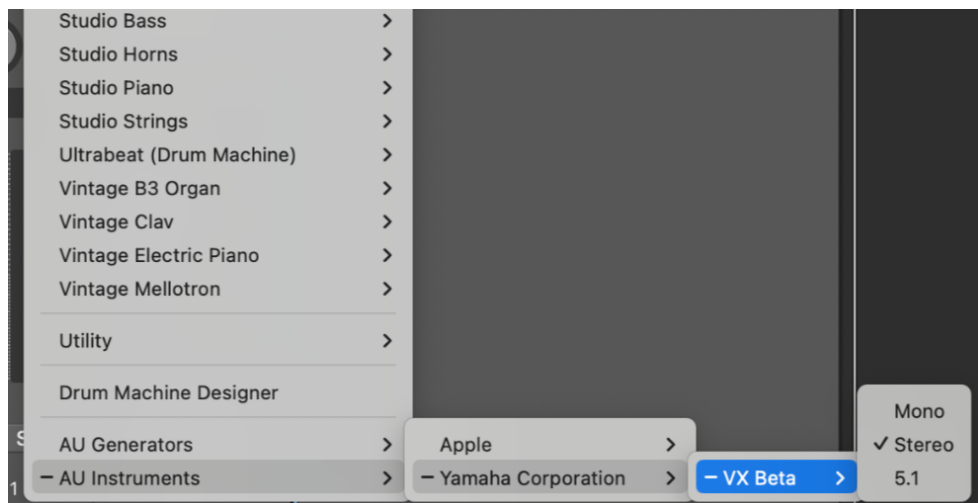 Studio Bass
Studio Horns
Studio Piano
Studio Strings
Ultrabeat (Drum Machine)
Vintage B3 Organ
Vintage Clav
Vintage Electric Piano
Vintage Mellotron
Utility
Drum Machine Designer
AU Generators
– AU Instruments
Apple
– Yamaha Corporation
– VX Beta
Mono
✓ Stereo
5.1
S
1